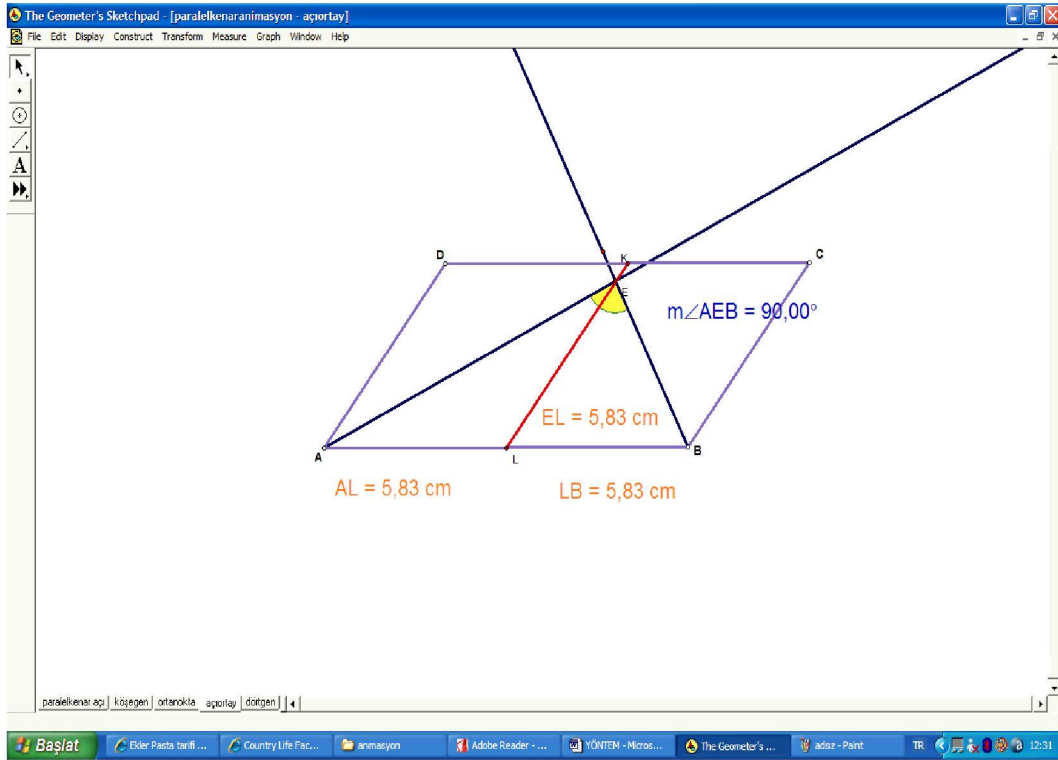 The Geometer's Sketchpad - [paralelkenaranimasyon - açıortay]
File Edit Display Construct Transform Measure Graph Window Help
A
D
K
C
E
m∠AEB = 90,00°
EL = 5,83 cm
A
L
B
AL = 5,83 cm
LB = 5,83 cm
paralelkenar açı köşegen ortanokta açıortay dörtgen
Başlat
Ekler Pasta tarifi ...
Country Life Fac...
animasyon
Adobe Reader - ...
YÖNTEM - Micros...
The Geometer's ...
adsız - Paint
TR
12:31